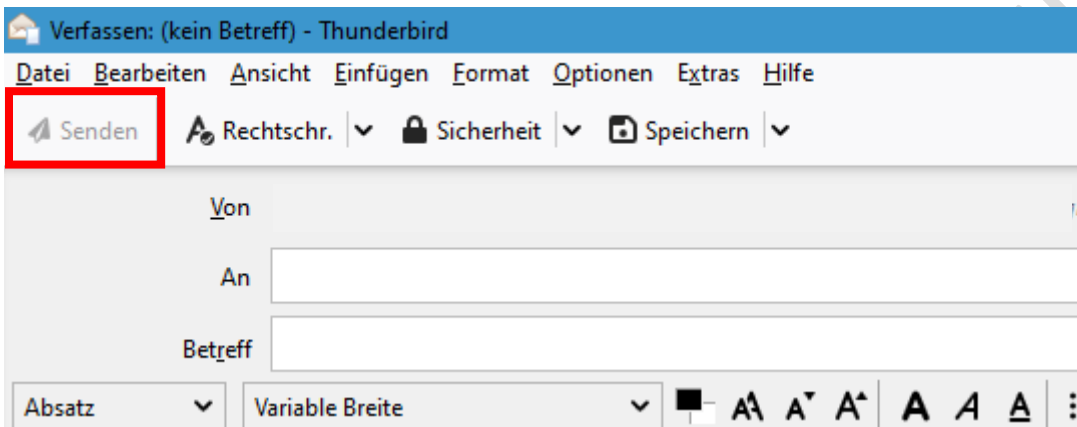 Verfassen: (kein Betreff) - Thunderbird
Datei Bearbeiten Ansicht Einfügen Format Optionen Extras Hilfe
Senden Rechtschr. Sicherheit Speichern
Von
An
Betreff
Absatz Variable Breite A A A A A A